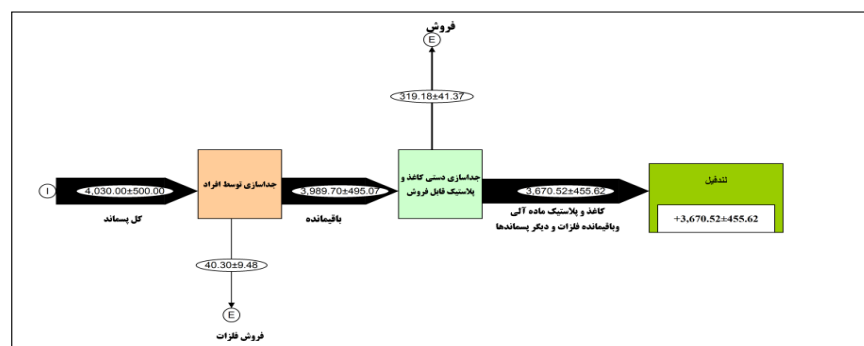 فروش
E
319.18±41.37
جداسازی توسط افراد
جداسازی دستی کاغذ و
پلاستیک قابل فروش
لندفیل
I
4,030.00±500.00
3,989.70±495.07
3,670.52±455.62
+3,670.52±455.62
کل پسماند
باقیمانده
کاغذ و پلاستیک ماده آلی
وباقیمانده فلزات و دیگر پسماندها
40.30±9.48
E
فروش فلزات